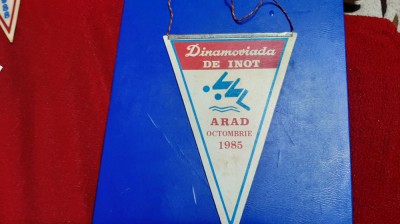 Dinamoviada
DE INOT
ARAD
OCTOMBRIE
1985